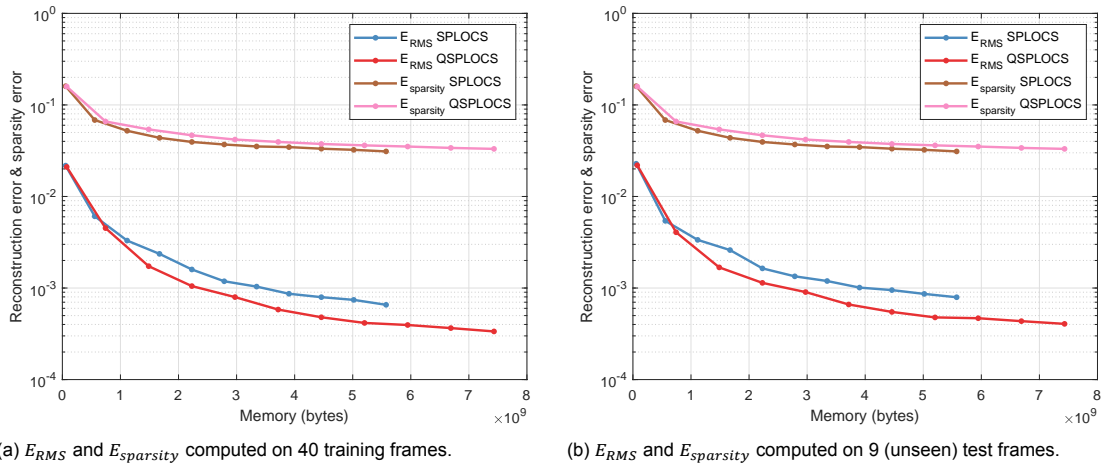 10^0
10^-1
10^-2
10^-3
10^-4
Reconstruction error & sparsity error
E_RMS SPLOCS
E_RMS QSPLOCS
E_sparsity SPLOCS
E_sparsity QSPLOCS
0 1 2 3 4 5 6 7 8
Memory (bytes)
×10^9
(a) E_RMS and E_sparsity computed on 40 training frames.
10^0
10^-1
10^-2
10^-3
10^-4
Reconstruction error & sparsity error
E_RMS SPLOCS
E_RMS QSPLOCS
E_sparsity SPLOCS
E_sparsity QSPLOCS
0 1 2 3 4 5 6 7 8
Memory (bytes)
×10^9
(b) E_RMS and E_sparsity computed on 9 (unseen) test frames.